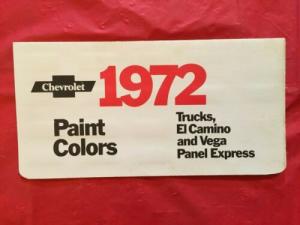 Chevrolet
1972
Paint
Colors
Trucks,
El Camino
and Vega
Panel Express